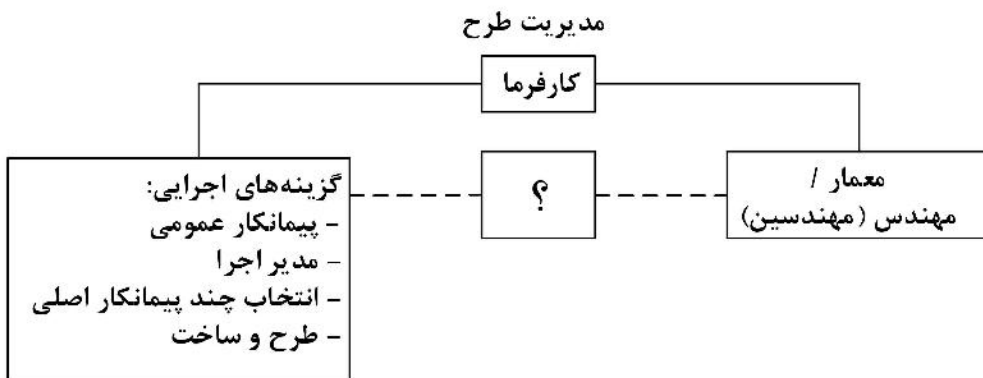 مدیریت طرح
کارفرما
معمار /
مهندس (مهندسین)
؟
گزینه‌های اجرایی:
- پیمانکار عمومی
- مدیر اجرا
- انتخاب چند پیمانکار اصلی
- طرح و ساخت